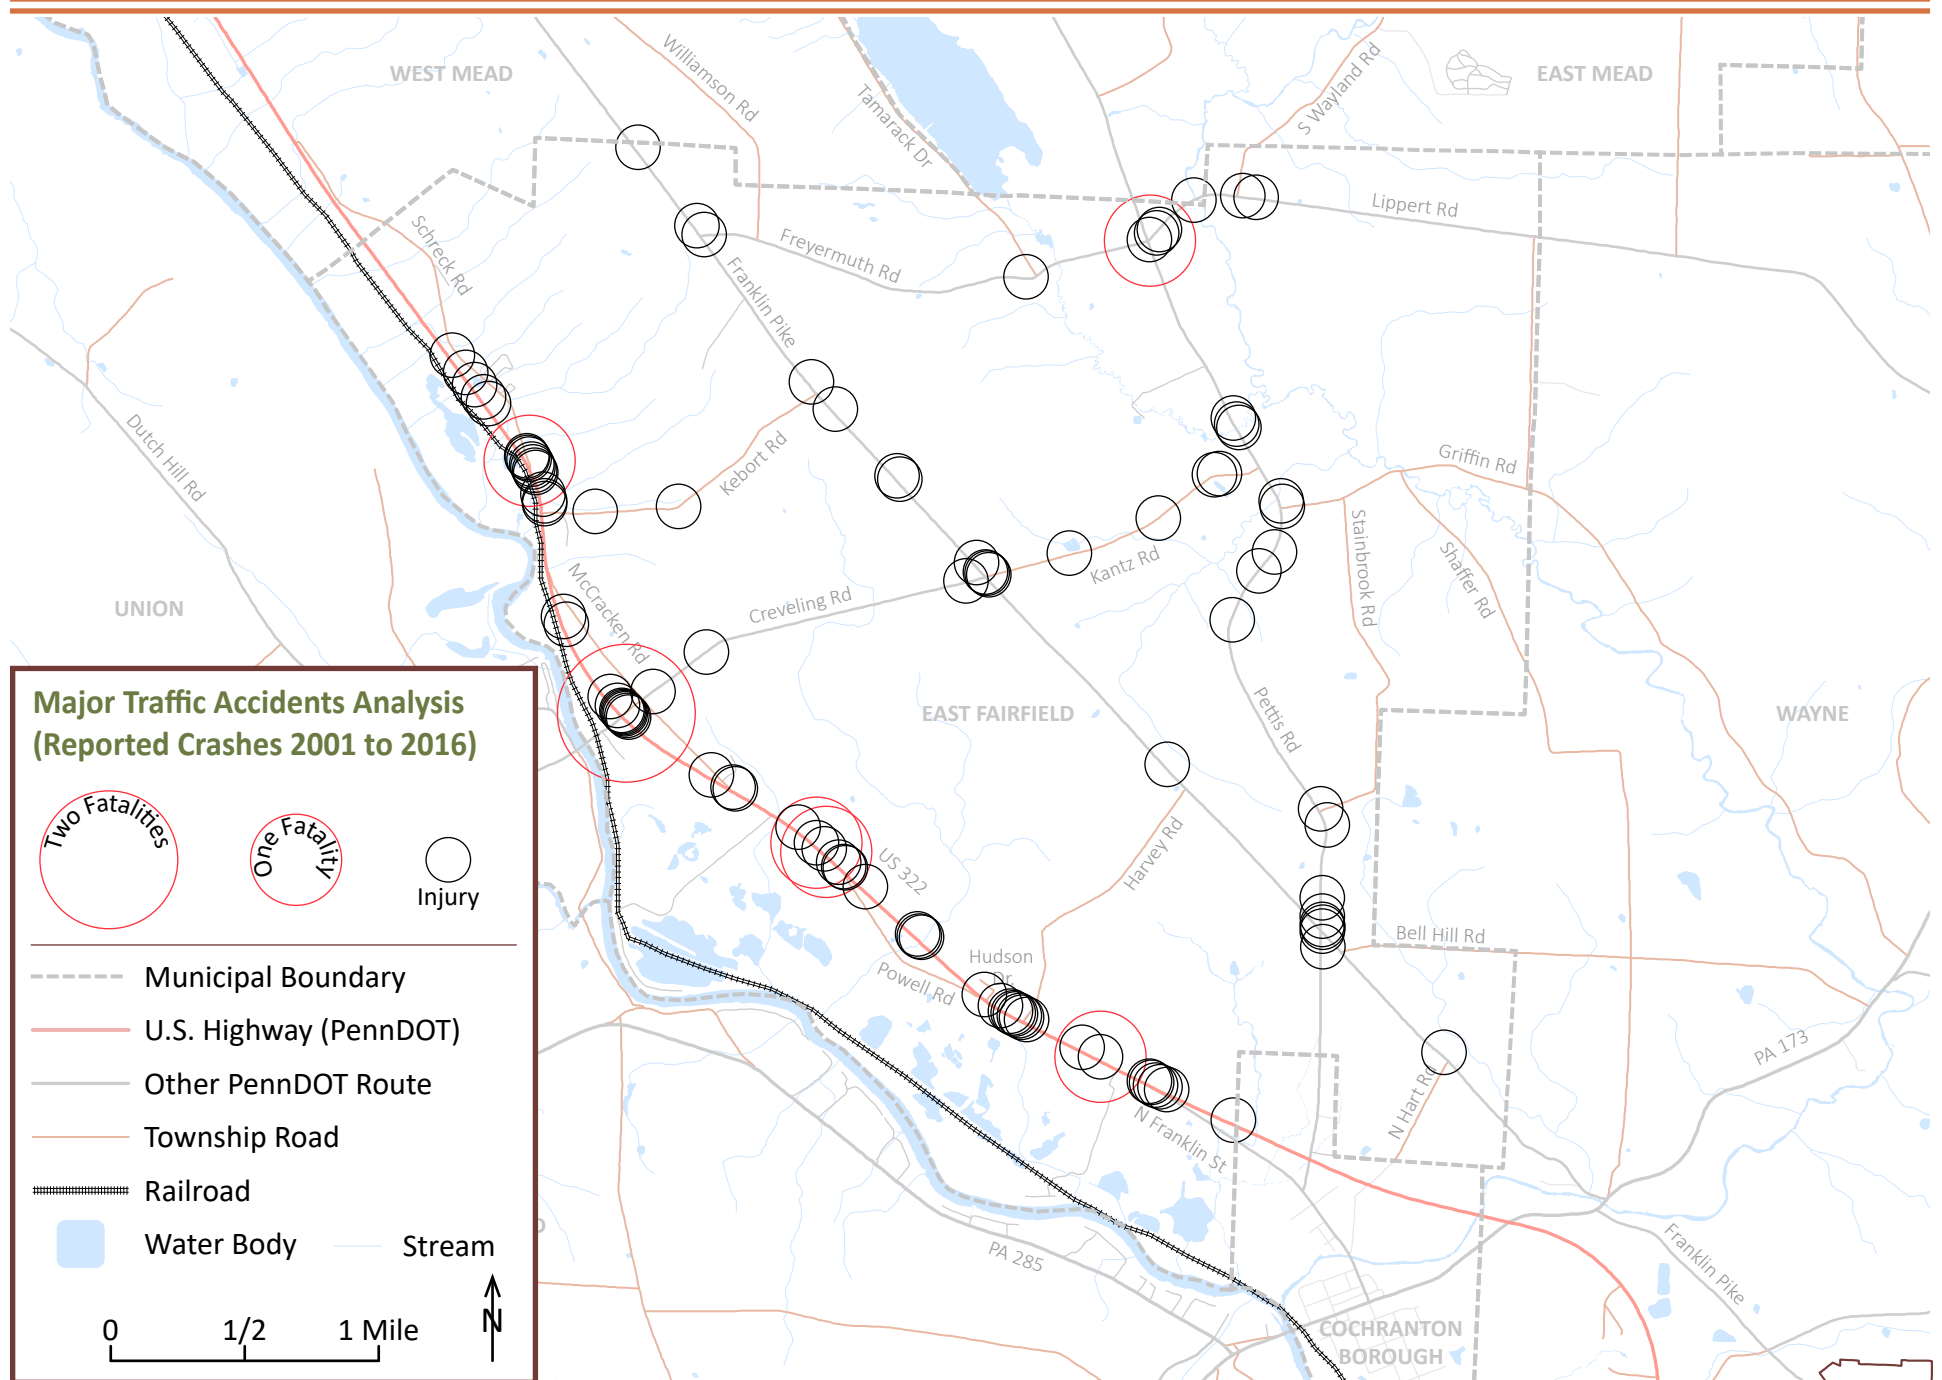 WEST MEAD
Williamson Rd
Tamarack Dr
S Wayland Rd
EAST MEAD
Schreck Rd
Freyermuth Rd
Lippert Rd
Franklin Pike
Dutch Hill Rd
Kebort Rd
Griffin Rd
Stainbrook Rd
Shaffer Rd
Kantz Rd
McCracken Rd
Creveling Rd
UNION
EAST FAIRFIELD
Pettis Rd
WAYNE
Harvey Rd
US 322
Bell Hill Rd
Hudson
Dr
Powell Rd
PA 173
N Hart Rd
N Franklin St
PA 285
Franklin Pike
COCHRANTON
BOROUGH
Major Traffic Accidents Analysis
(Reported Crashes 2001 to 2016)
Two Fatalities
One Fatality
Injury
Municipal Boundary
U.S. Highway (PennDOT)
Other PennDOT Route
Township Road
Railroad
Water Body
Stream
N
0 1/2 1 Mile